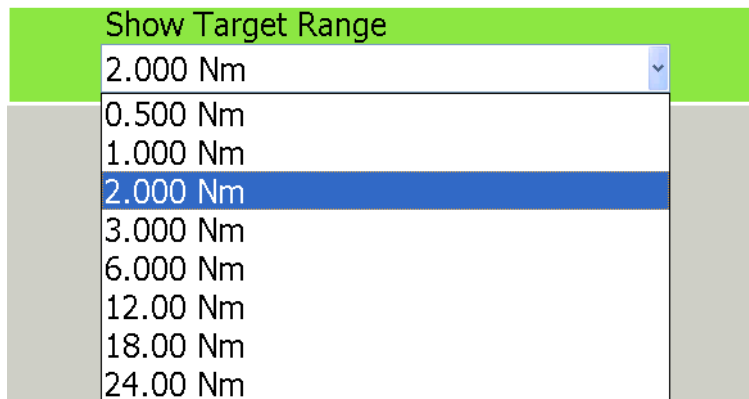 Show Target Range
2.000 Nm
0.500 Nm
1.000 Nm
2.000 Nm
3.000 Nm
6.000 Nm
12.00 Nm
18.00 Nm
24.00 Nm